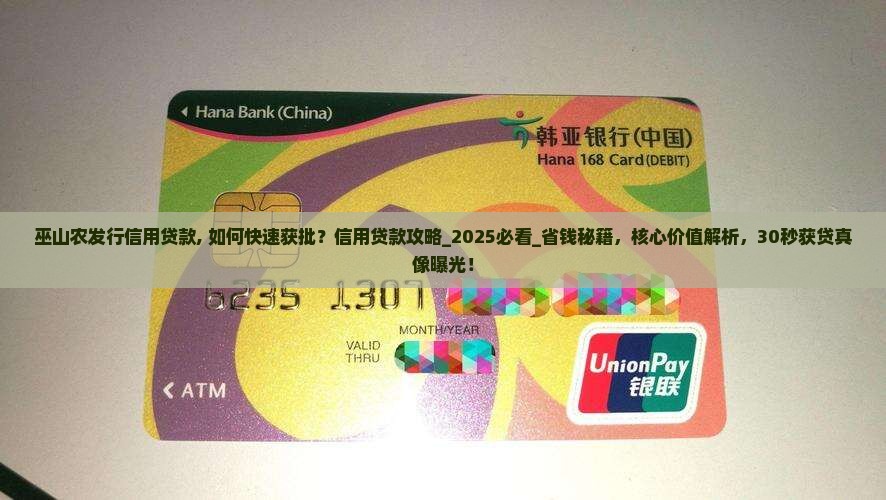 Hana Bank (China)
韩亚银行(中国)
Hana 168 Card(DEBIT)
巫山农发行信用贷款, 如何快速获批？信用贷款攻略_2025必看_省钱秘籍，核心价值解析，30秒获贷真
像曝光！
6235 1307
MONTH/YEAR
VALID
THRU
ATM
UnionPay
银联